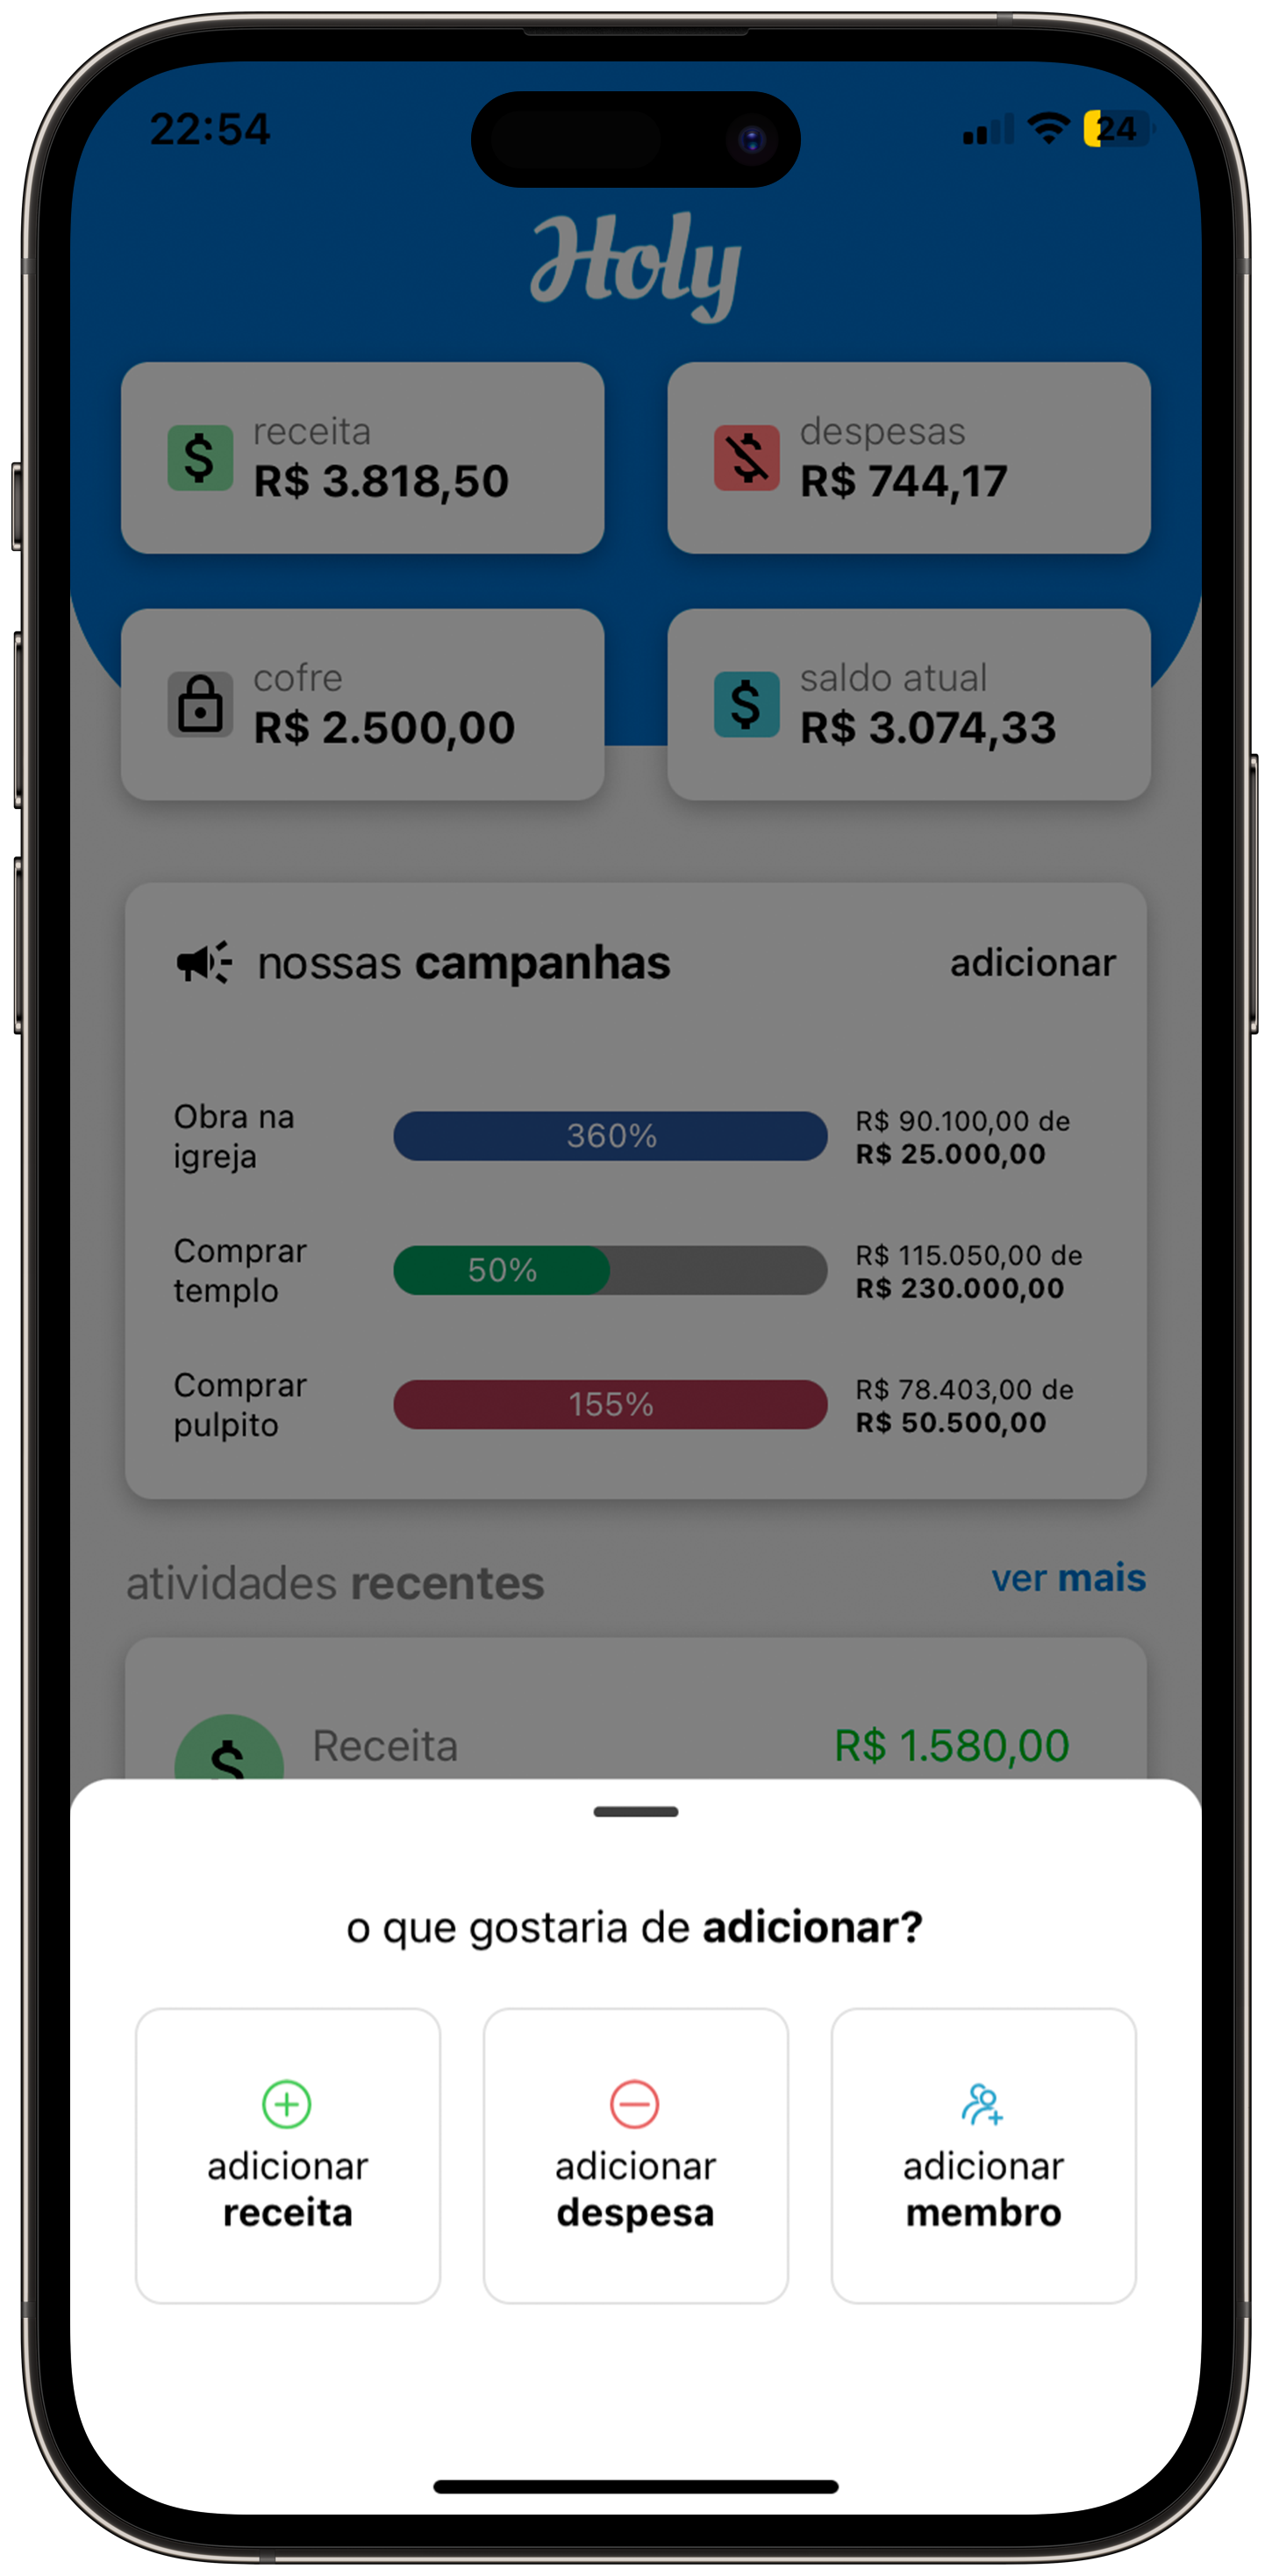 22:54
24
Holy
receita
R$ 3.818,50
despesas
R$ 744,17
cofre
R$ 2.500,00
saldo atual
R$ 3.074,33
nossas campanhas
adicionar
Obra na
igreja
360%
R$ 90.100,00 de
R$ 25.000,00
Comprar
templo
50%
R$ 115.050,00 de
R$ 230.000,00
Comprar
pulpito
155%
R$ 78.403,00 de
R$ 50.500,00
atividades recentes
ver mais
Receita
R$ 1.580,00
o que gostaria de adicionar?
adicionar
receita
adicionar
despesa
adicionar
membro